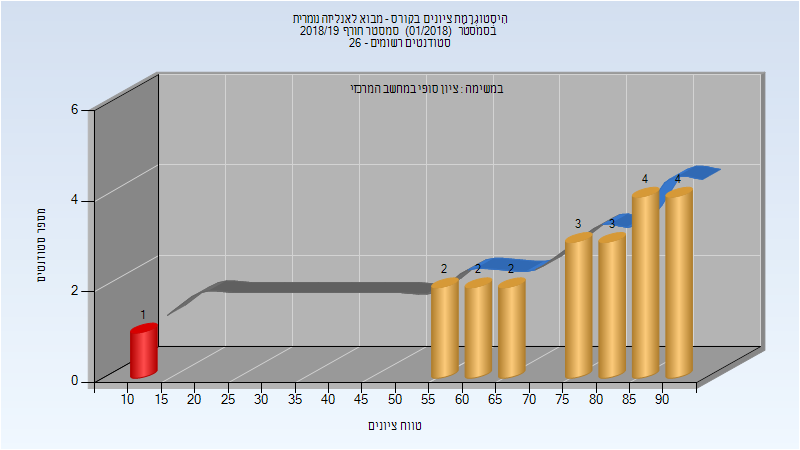 היסטוגרמת ציונים בקורס - מבוא לאנליזה נומרית
בסמסטר (01/2018) סמסטר חורף 2018/19
סטודנטים רשומים - 26
במשימה : ציון סופי במחשב המרכזי
מספר סטודנטים
6
4
2
0
1
2
2
2
3
3
4
4
10 15 20 25 30 35 40 45 50 55 60 65 70 75 80 85 90
טווח ציונים